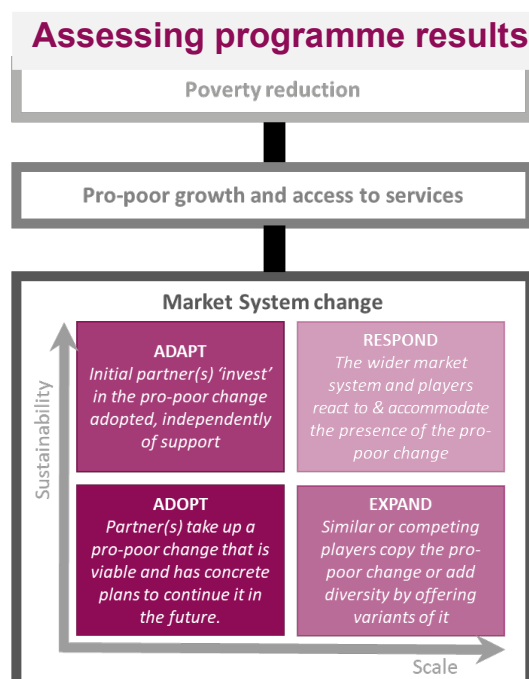 Assessing programme results
Poverty reduction
Pro-poor growth and access to services
Market System change
Sustainability
ADAPT
Initial partner(s) ‘invest’
in the pro-poor change
adopted, independently
of support
RESPOND
The wider market
system and players
react to & accommodate
the presence of the pro-
poor change
ADOPT
Partner(s) take up a
pro-poor change that is
viable and has concrete
plans to continue it in
the future.
EXPAND
Similar or competing
players copy the pro-
poor change or add
diversity by offering
variants of it
Scale